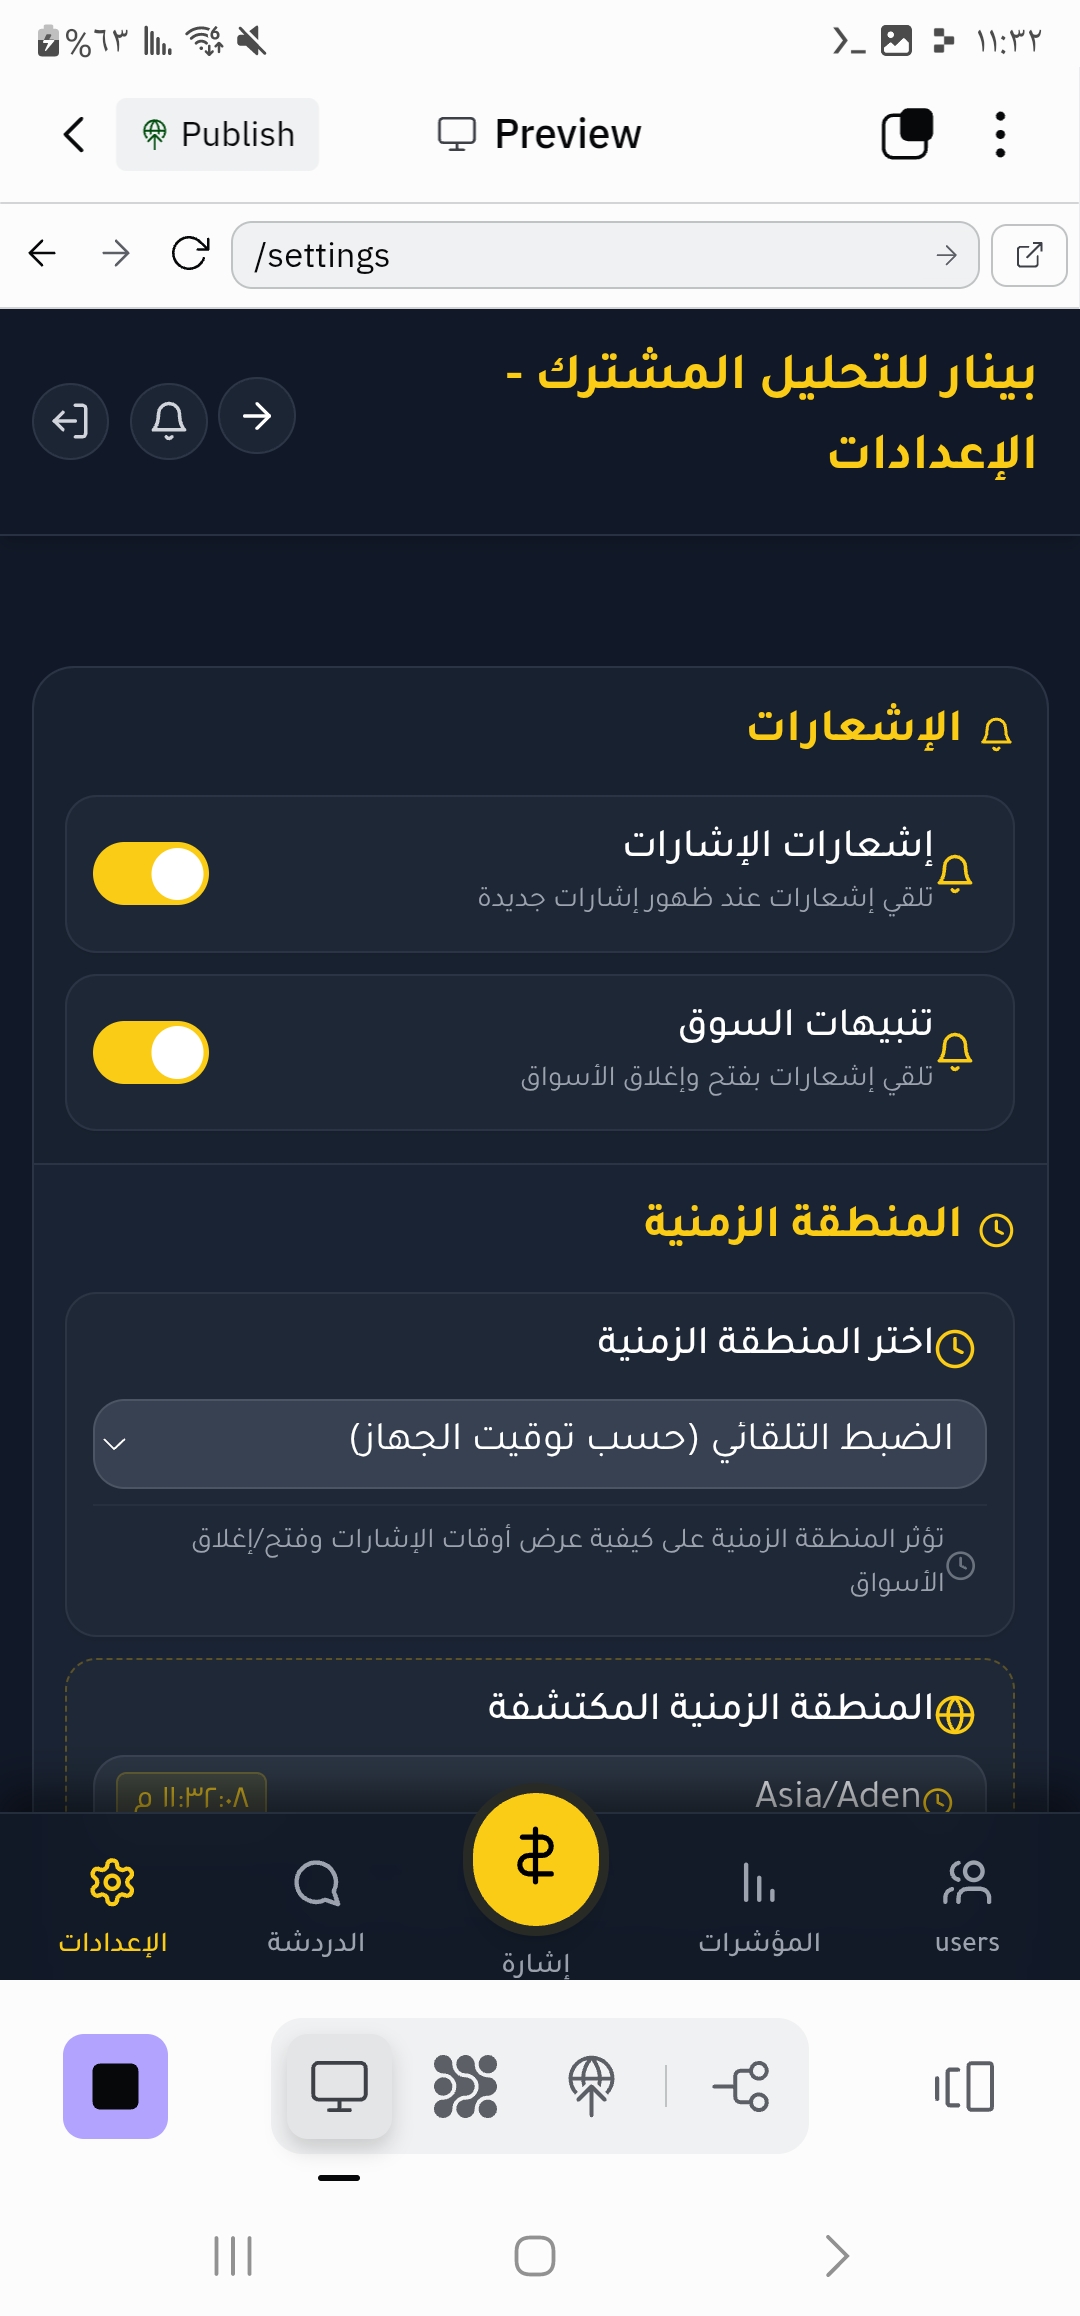 %٦٣
١١:٣٢
Publish
Preview
/settings
بينار للتحليل المشترك -
الإعدادات
الإشعارات
إشعارات الإشارات
تلقي إشعارات عند ظهور إشارات جديدة
تنبيهات السوق
تلقي إشعارات بفتح وإغلاق الأسواق
المنطقة الزمنية
اختر المنطقة الزمنية
الضبط التلقائي (حسب توقيت الجهاز)
تؤثر المنطقة الزمنية على كيفية عرض أوقات الإشارات وفتح/إغلاق
الأسواق
المنطقة الزمنية المكتشفة
Asia/Aden
١١:٣٢:٠٨ م
users
المؤشرات
إشارة
الدردشة
الإعدادات